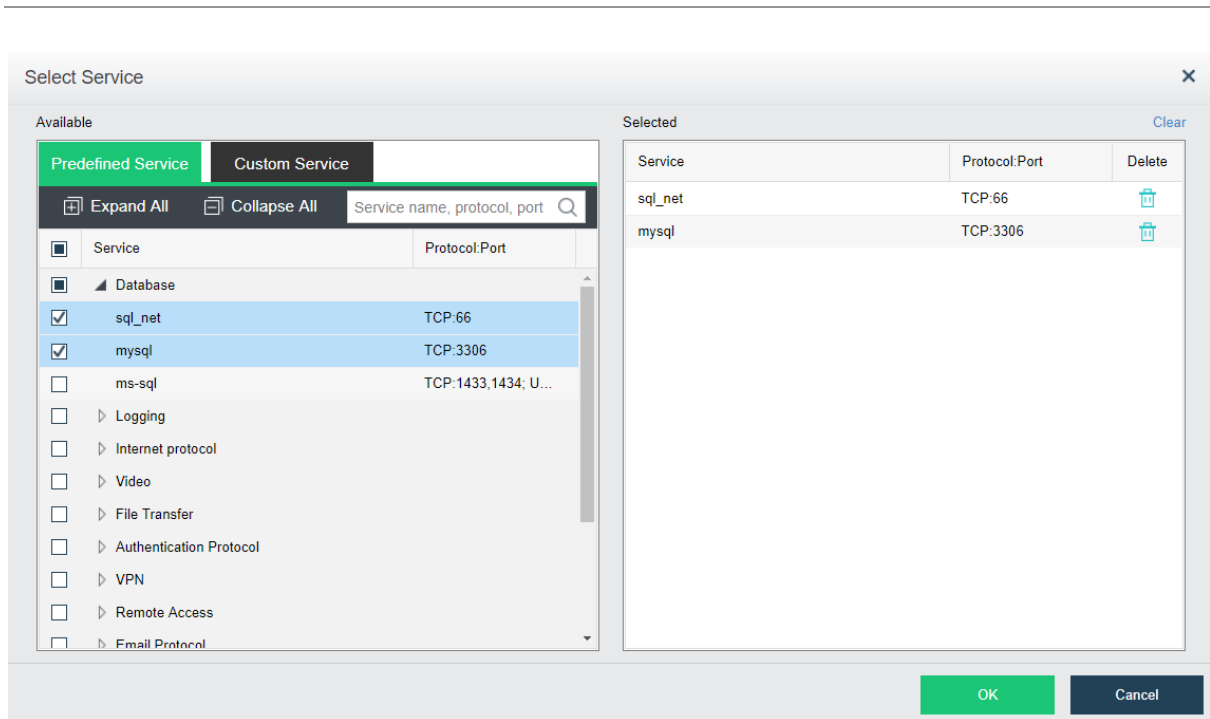 Select Service
Available
Predefined Service Custom Service
Expand All Collapse All Service name, protocol, port
Service Protocol:Port
Database
sql_net TCP:66
mysql TCP:3306
ms-sql TCP:1433,1434; U...
Logging
Internet protocol
Video
File Transfer
Authentication Protocol
VPN
Remote Access
Email Protocol
Selected Clear
Service Protocol:Port Delete
sql_net TCP:66
mysql TCP:3306
OK Cancel